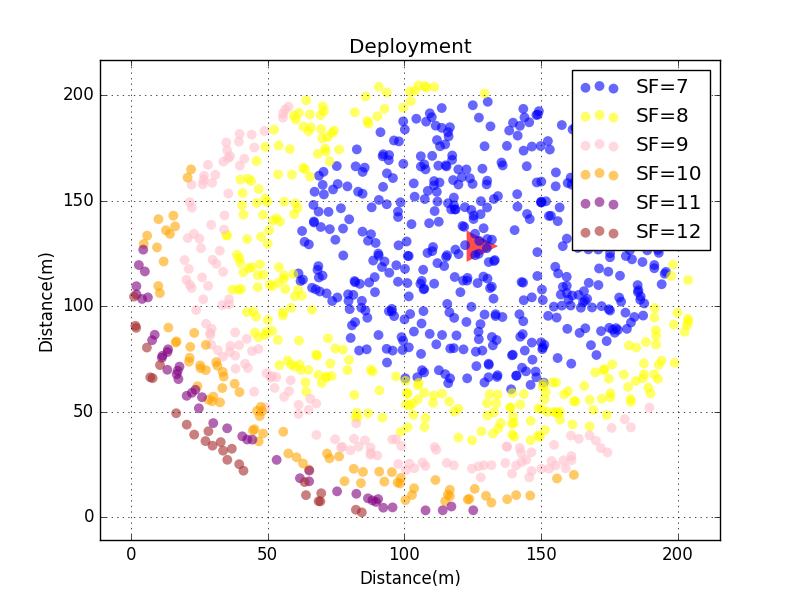 Deployment
SF=7
SF=8
SF=9
SF=10
SF=11
SF=12
200
150
100
50
0
Distance(m)
0
50
100
150
200
Distance(m)